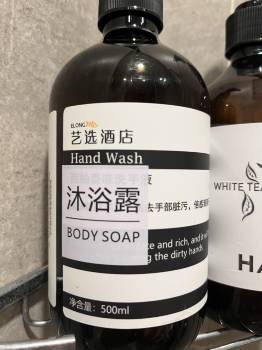 ELONG
艺选酒店
Hand Wash
沐浴露
BODY SOAP
去手部脏污
and rich, and it
the dirty hands.
净含量：500ml
WHITE TEA
HA